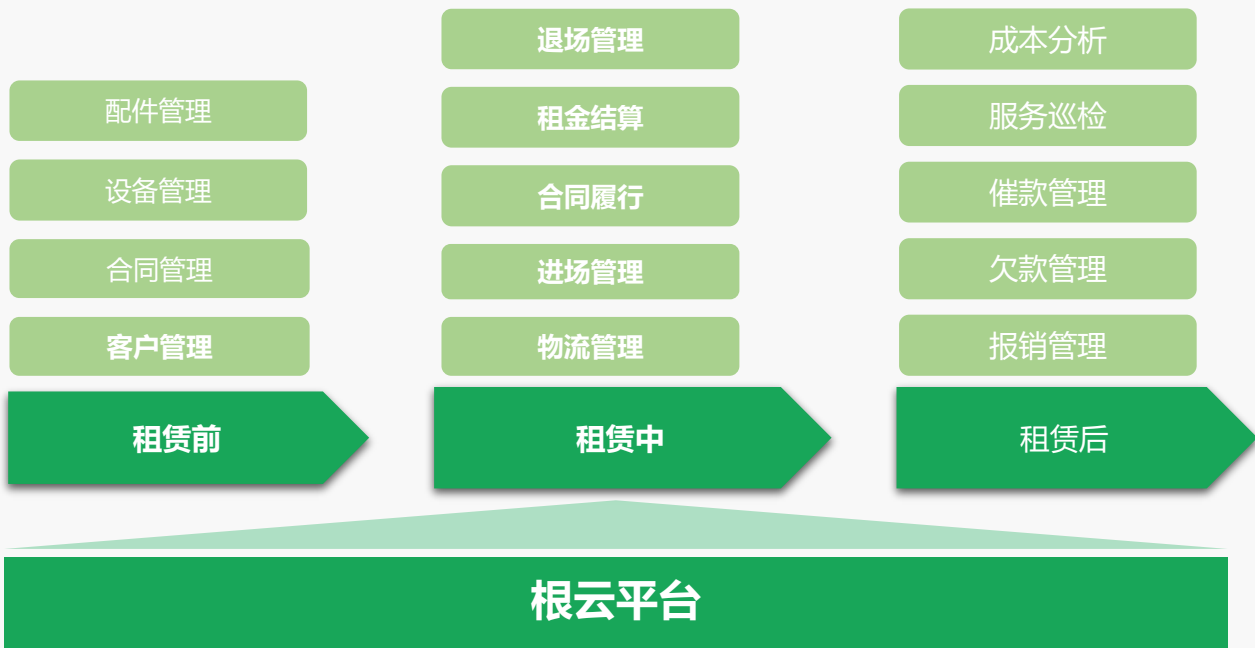 配件管理
设备管理
合同管理
客户管理
租赁前
退场管理
租金结算
合同履行
进场管理
物流管理
租赁中
成本分析
服务巡检
催款管理
欠款管理
报销管理
租赁后
根云平台